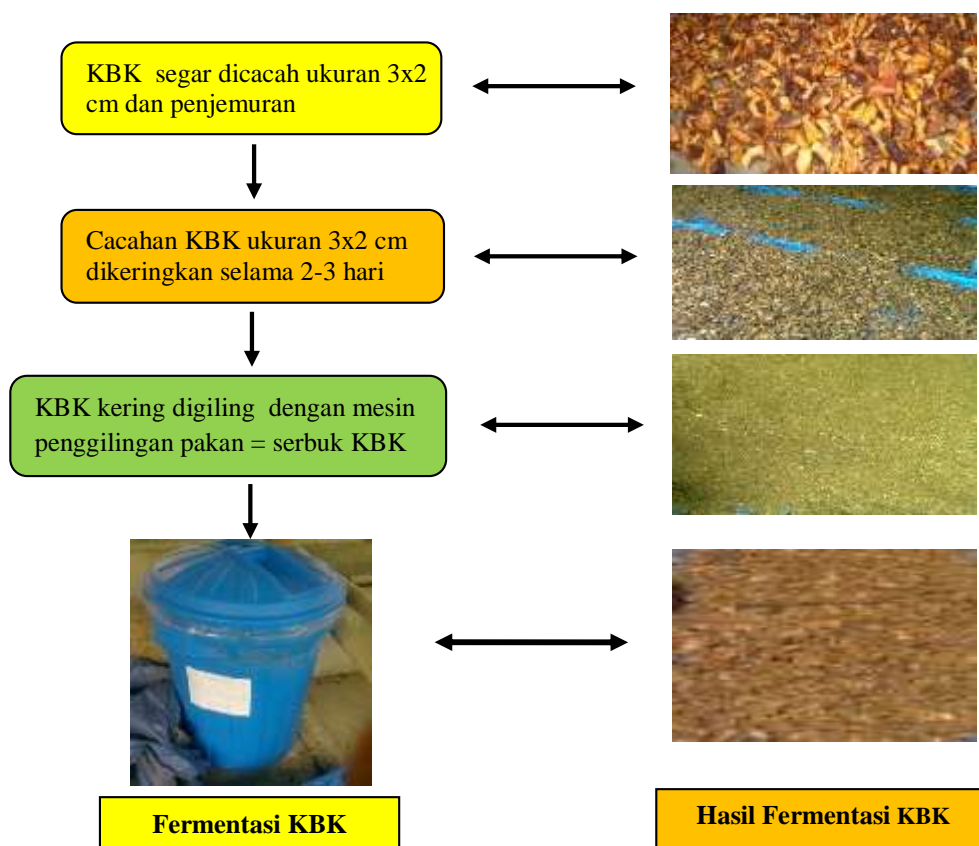 KBK segar dicacah ukuran 3x2
cm dan penjemuran
Cacahan KBK ukuran 3x2 cm
dikeringkan selama 2-3 hari
KBK kering digiling dengan mesin
penggilingan pakan = serbuk KBK
Fermentasi KBK
Hasil Fermentasi KBK